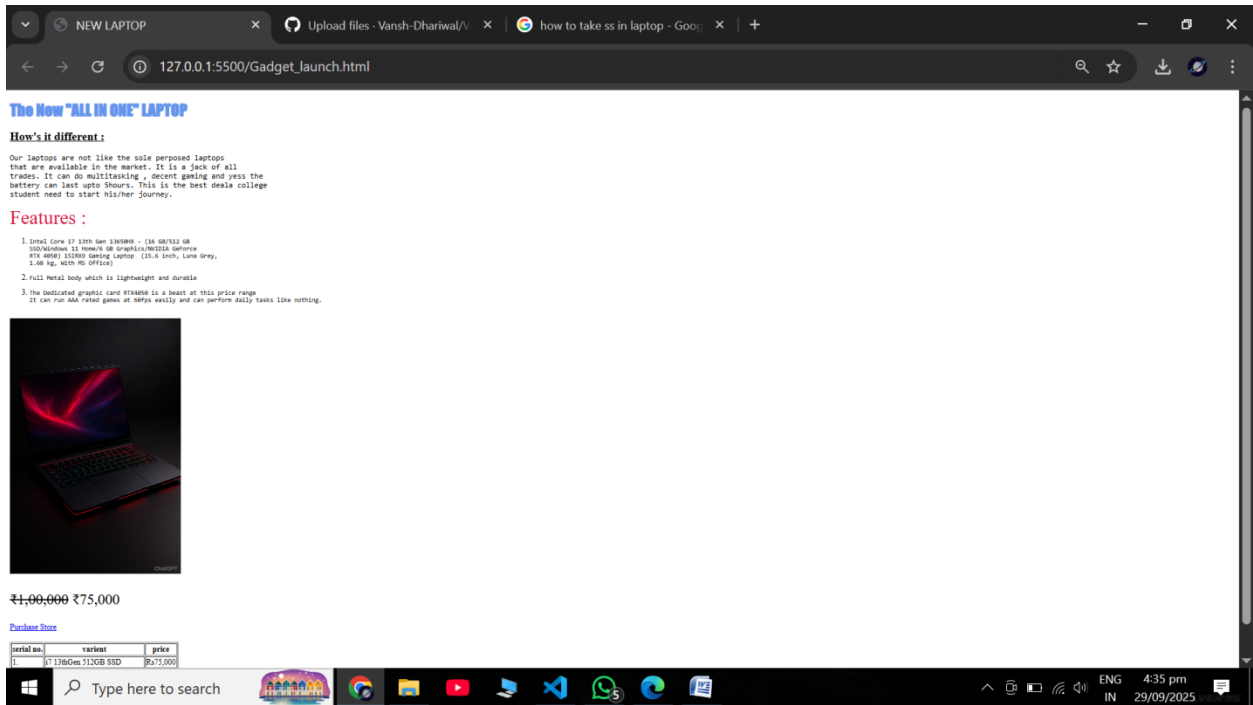 NEW LAPTOP
Upload files · Vansh-Dhariwal/V
how to take ss in laptop - Goog
127.0.0.1:5500/Gadget_launch.html
The New "ALL IN ONE" LAPTOP
How's it different :
Our laptops are not like the sole perposed laptops
that are available in the market. It is a jack of all
trades. It can do multitasking , decent gaming and yess the
battery can last upto 5hours. This is the best deala college
student need to start his/her journey.
Features :
1. Intel Core i7 13th Gen 13650HX - (16 GB/512 GB
SSD/Windows 11 Home/6 GB Graphics/NVIDIA GeForce
RTX 4050) 15IRX9 Gaming Laptop (15.6 inch, Luna Grey,
1.68 kg, With MS Office)
2. Full Metal body which is lightweight and durable
3. The Dedicated graphic card RTX4050 is a beast at this price range
It can run AAA rated games at 60fps easily and can perform daily tasks like nothing.
ChatGPT
₹1,00,000 ₹75,000
Purchase Store
serial no. varient price
1. i7 13thGen 512GB SSD Rs75,000
Type here to search
5
ENG
IN
4:35 pm
29/09/2025